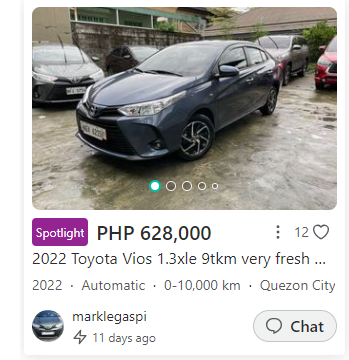 Spotlight PHP 628,000 12
2022 Toyota Vios 1.3xle 9tkm very fresh ...
2022 · Automatic · 0-10,000 km · Quezon City
marklegaspi
11 days ago
Chat